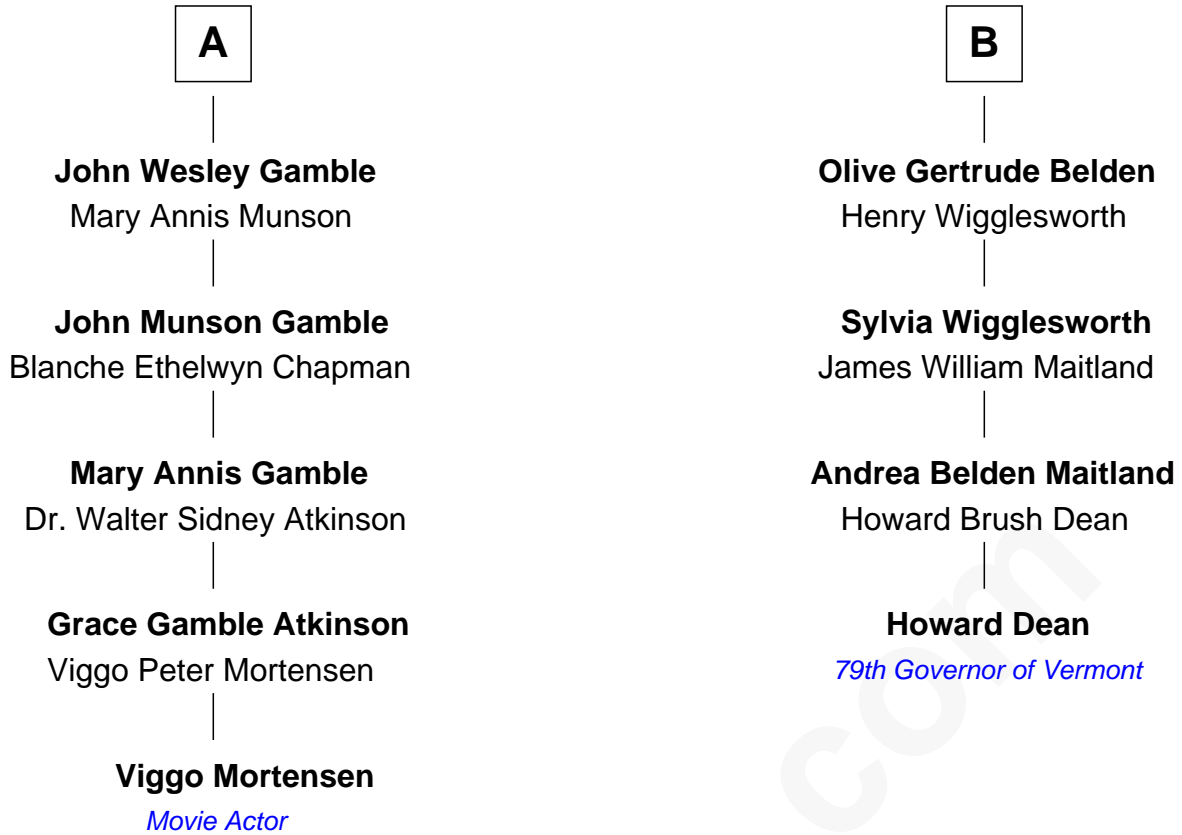 A
John Wesley Gamble
Mary Annis Munson
John Munson Gamble
Blanche Ethelwyn Chapman
Mary Annis Gamble
Dr. Walter Sidney Atkinson
Grace Gamble Atkinson
Viggo Peter Mortensen
Viggo Mortensen
Movie Actor
B
Olive Gertrude Belden
Henry Wigglesworth
Sylvia Wigglesworth
James William Maitland
Andrea Belden Maitland
Howard Brush Dean
Howard Dean
79th Governor of Vermont
com